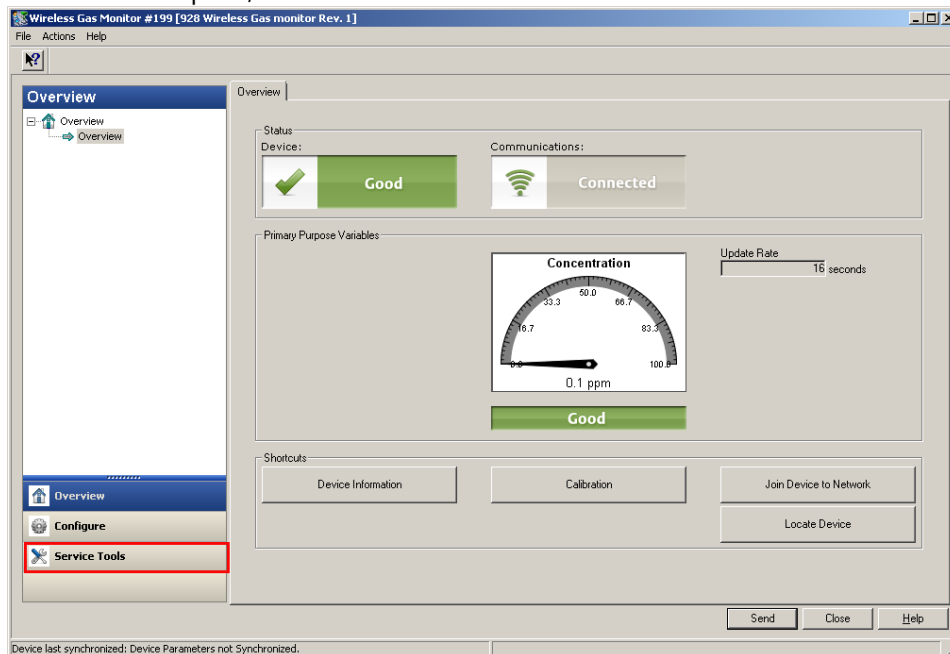 Wireless Gas Monitor #199 [928 Wireless Gas monitor Rev. 1]
File Actions Help
Overview
Overview
Overview
Overview
Status
Device:
Good
Communications:
Connected
Primary Purpose Variables
Concentration
0.0
16.7
33.3
50.0
66.7
83.3
100.0
0.1 ppm
Good
Update Rate
16 seconds
Shortcuts
Device Information
Calibration
Join Device to Network
Locate Device
Overview
Configure
Service Tools
Send
Close
Help
Device last synchronized: Device Parameters not Synchronized.